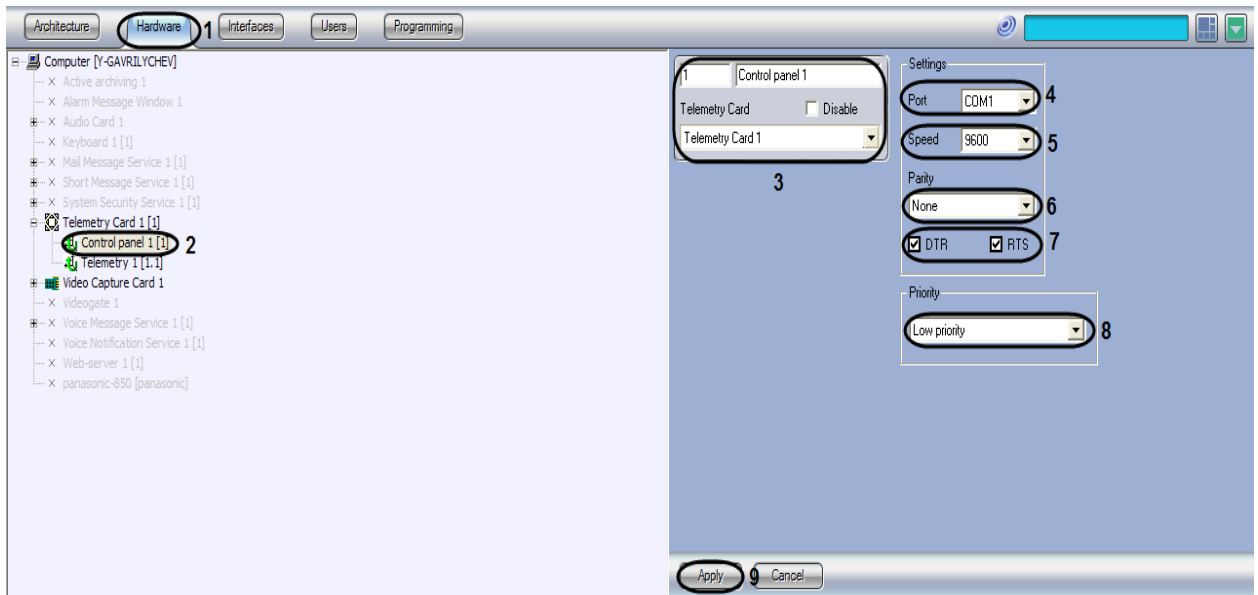 Architecture Hardware 1 Interfaces Users Programming
Computer [Y-GAVRILYCHEV]
Active archiving 1
Alarm Message Window 1
Audio Card 1
Keyboard 1 [1]
Mail Message Service 1 [1]
Short Message Service 1 [1]
System Security Service 1 [1]
Telemetry Card 1 [1]
Control panel 1 [1] 2
Telemetry 1 [1.1]
Video Capture Card 1
Videogate 1
Voice Message Service 1 [1]
Voice Notification Service 1 [1]
Web-server 1 [1]
panasonic-850 [panasonic]
1 Control panel 1
Telemetry Card Disable
Telemetry Card 1
3
Settings
Port COM1 4
Speed 9600 5
Parity
None 6
DTR RTS 7
Priority
Low priority 8
Apply 9 Cancel